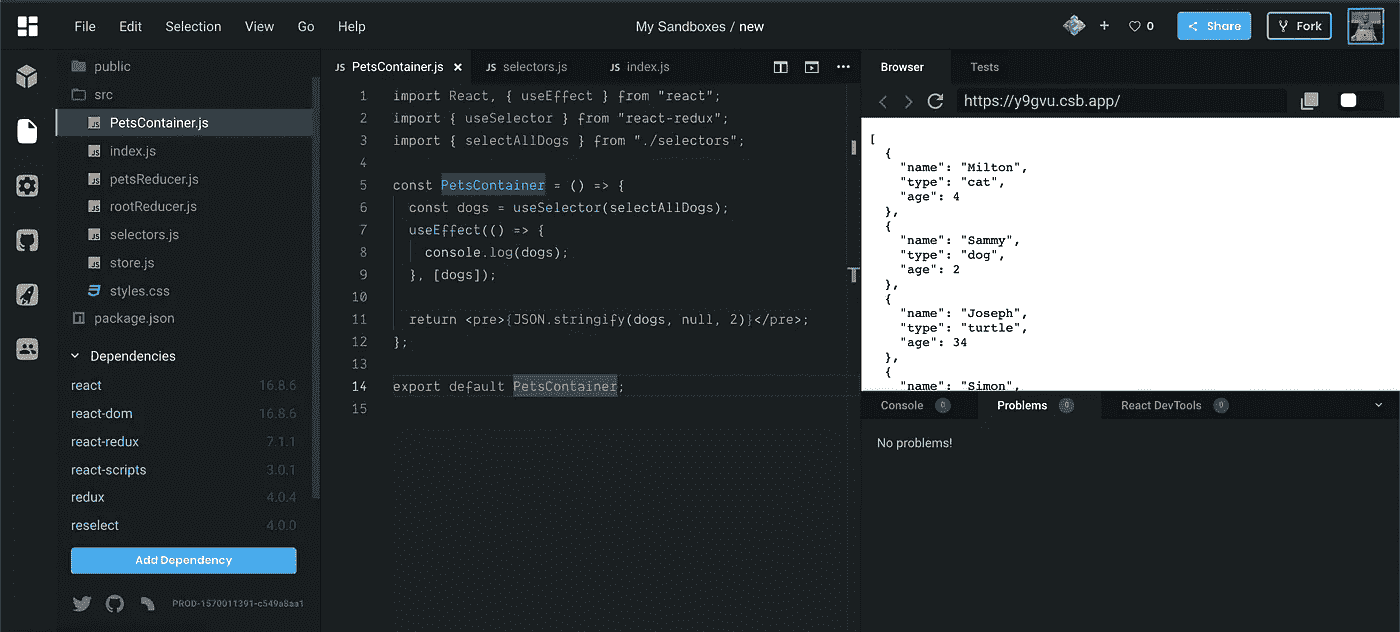 File Edit Selection View Go Help
My Sandboxes / new
+ 0 Share Fork
public
src
PetsContainer.js
index.js
petsReducer.js
rootReducer.js
selectors.js
store.js
styles.css
package.json
Dependencies
react 16.8.6
react-dom 16.8.6
react-redux 7.1.1
react-scripts 3.0.1
redux 4.0.4
reselect 4.0.0
Add Dependency
PROD-1570011391-c549a8aa1
JS PetsContainer.js × JS selectors.js JS index.js ···
1 import React, { useEffect } from "react";
2 import { useSelector } from "react-redux";
3 import { selectAllDogs } from "./selectors";
4
5 const PetsContainer = () => {
6 const dogs = useSelector(selectAllDogs);
7 useEffect(() => {
8 console.log(dogs);
9 }, [dogs]);
10
11 return <pre>{JSON.stringify(dogs, null, 2)}</pre>;
12 };
13
14 export default PetsContainer;
15
Browser Tests
https://y9gvu.csb.app/
[
{
"name": "Milton",
"type": "cat",
"age": 4
},
{
"name": "Sammy",
"type": "dog",
"age": 2
},
{
"name": "Joseph",
"type": "turtle",
"age": 34
},
{
"name": "Simon",
Console 0 Problems 0 React DevTools 0
No problems!